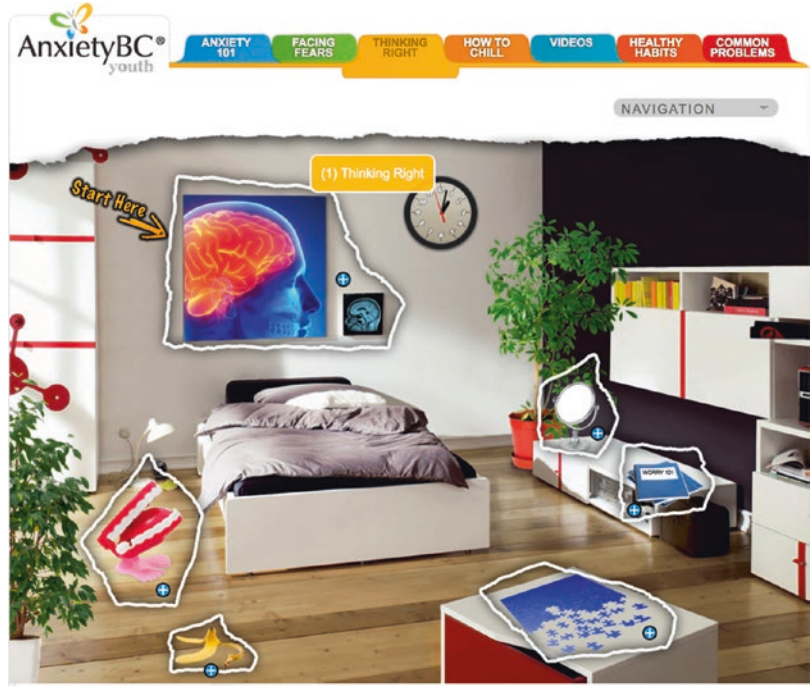 AnxietyBC®
youth
ANXIETY
101
FACING
FEARS
THINKING
RIGHT
HOW TO
CHILL
VIDEOS
HEALTHY
HABITS
COMMON
PROBLEMS
NAVIGATION
(1) Thinking Right
Start Here
WORRY 101